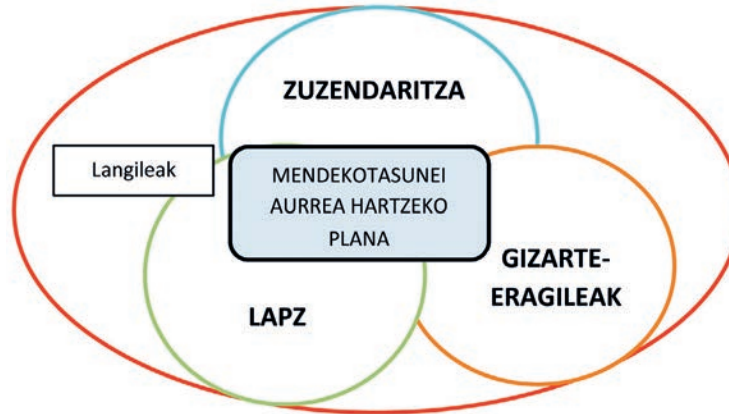 ZUZENDARITZA
Langileak
MENDEKOTASUNEI
AURREA HARTZEKO
PLANA
GIZARTE-
ERAGILEAK
LAPZ